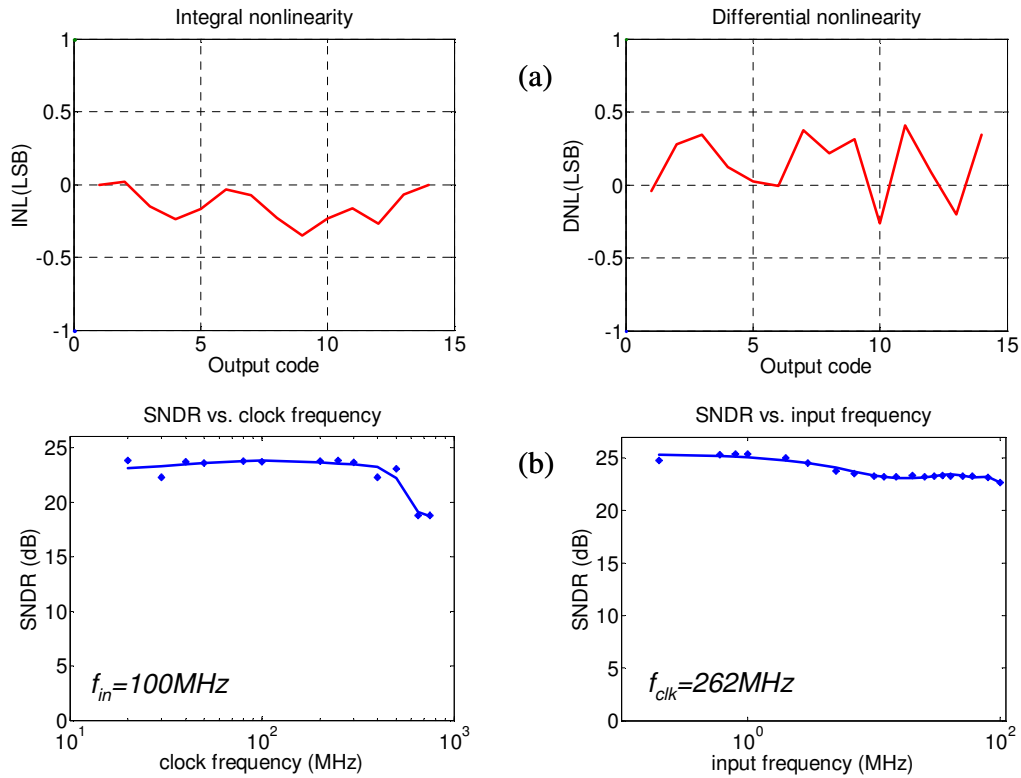 Integral nonlinearity
1
0.5
0
-0.5
-1
INL(LSB)
0
5
10
15
Output code
(a)
Differential nonlinearity
1
0.5
0
-0.5
-1
DNL(LSB)
0
5
10
15
Output code
SNDR vs. clock frequency
25
20
15
10
5
0
SNDR (dB)
f_in=100MHz
10^1
10^2
10^3
clock frequency (MHz)
(b)
SNDR vs. input frequency
25
20
15
10
5
0
SNDR (dB)
f_clk=262MHz
10^0
10^2
input frequency (MHz)